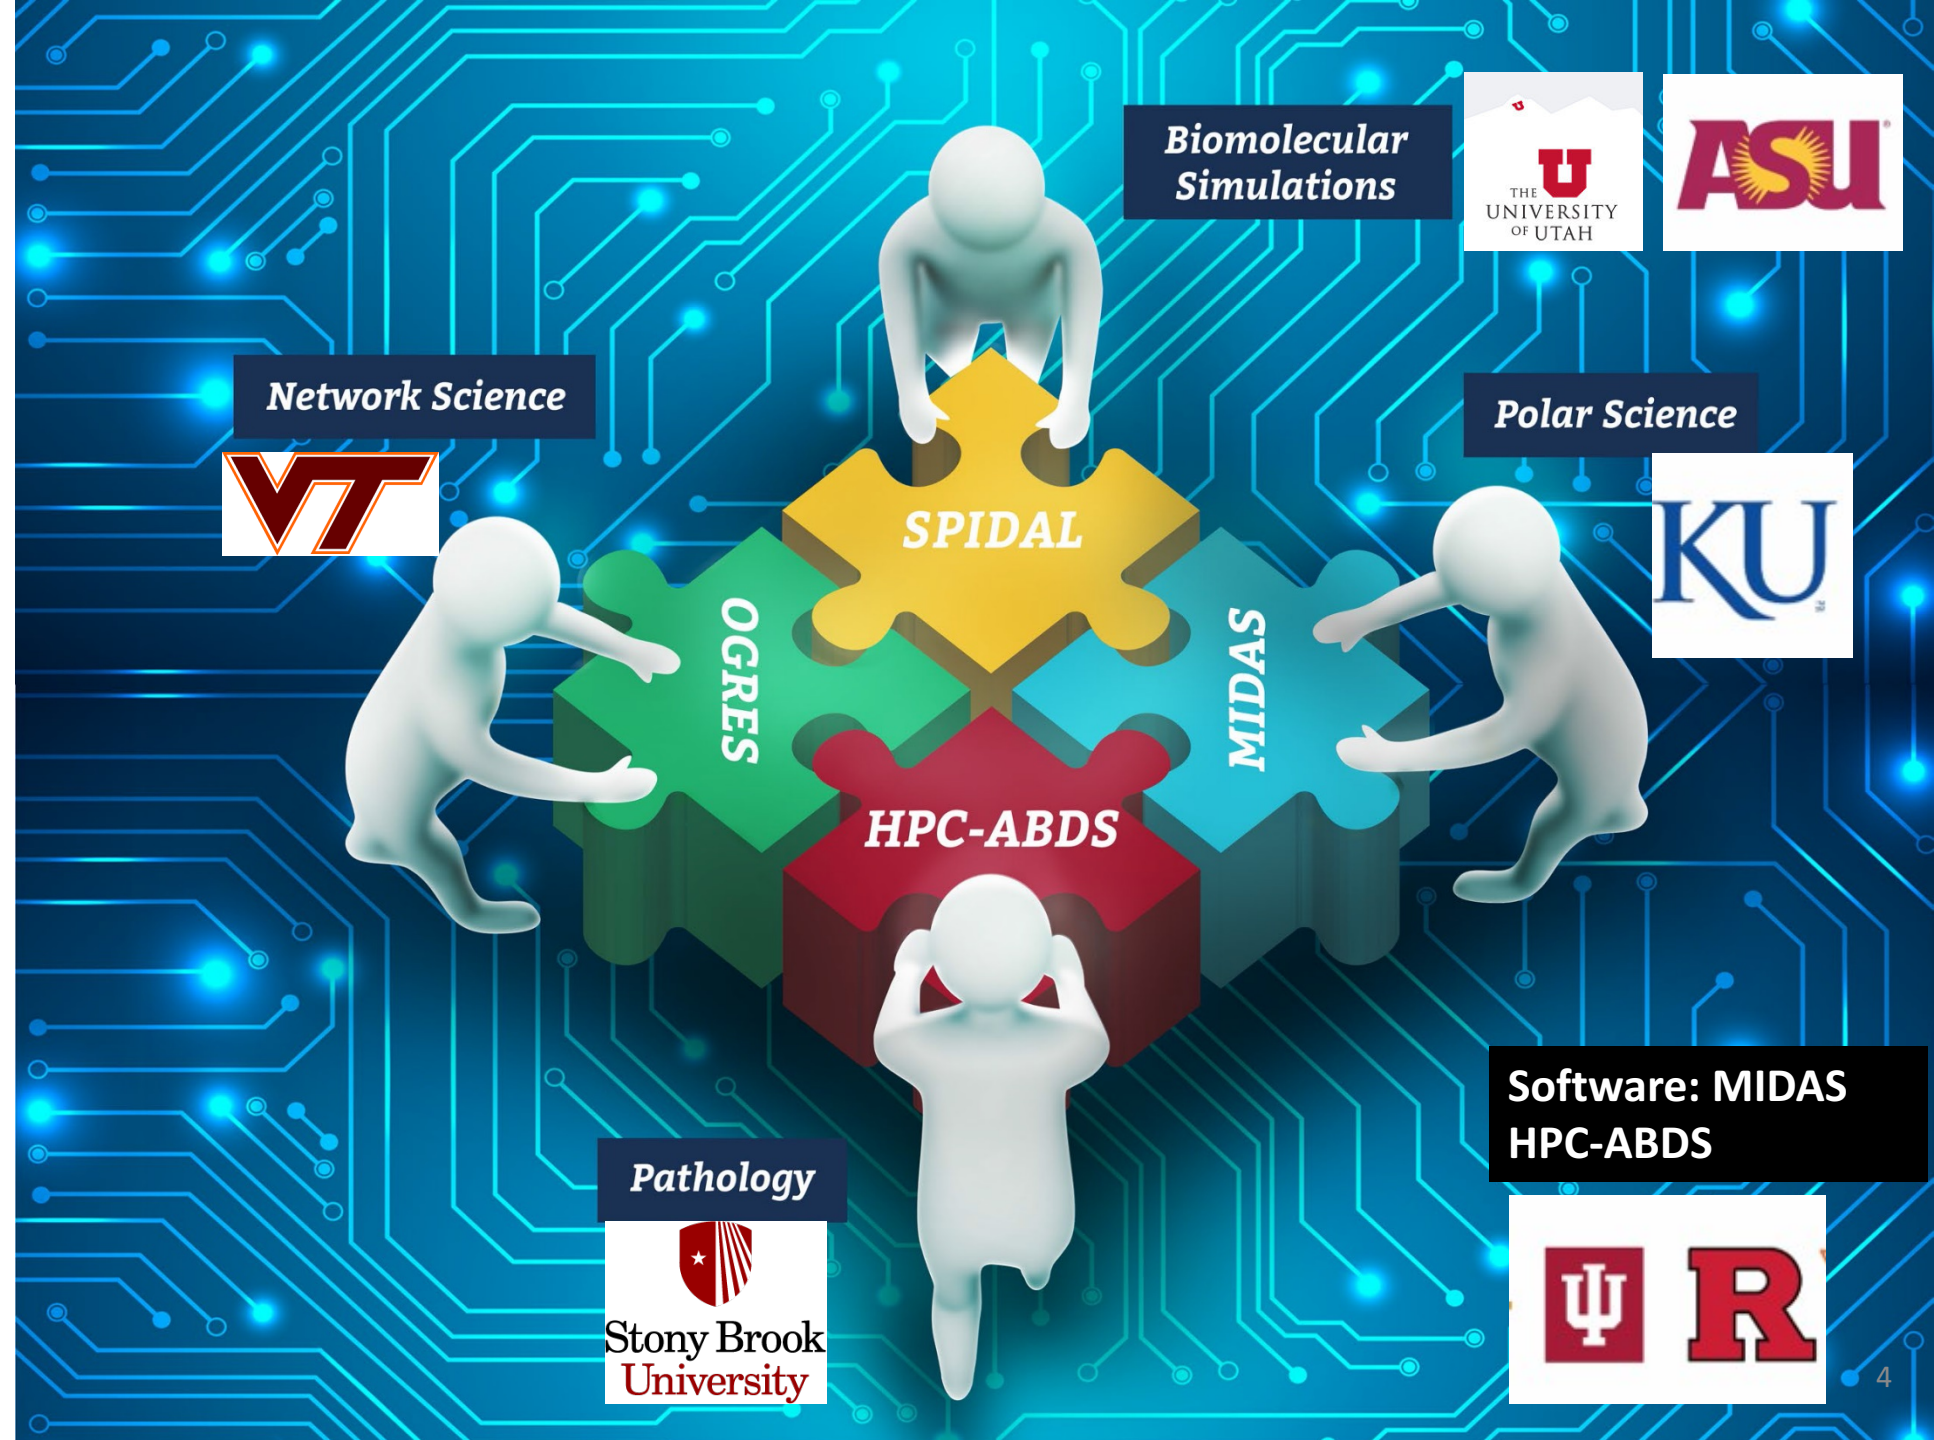 Biomolecular
Simulations
THE
UNIVERSITY
OF UTAH
ASU
Network Science
VT
Polar Science
KU
SPIDAL
OGRES
MIDAS
HPC-ABDS
Software: MIDAS
HPC-ABDS
Pathology
Stony Brook
University
R
4